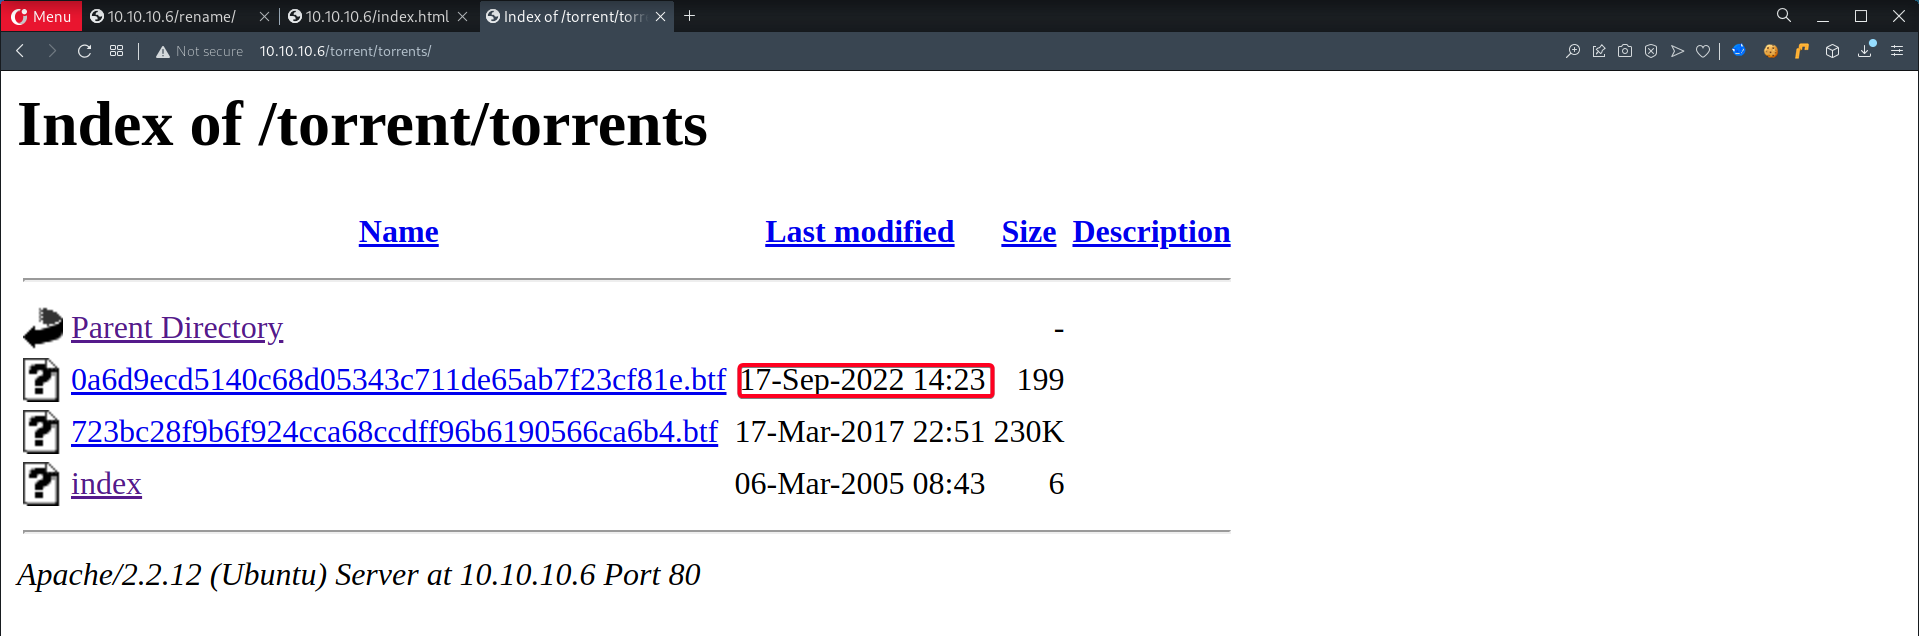 Menu 10.10.10.6/rename/ 10.10.10.6/index.html Index of /torrent/torr
Not secure 10.10.10.6/torrent/torrents/
Index of /torrent/torrents
Name Last modified Size Description
Parent Directory -
0a6d9ecd5140c68d05343c711de65ab7f23cf81e.btf 17-Sep-2022 14:23 199
723bc28f9b6f924cca68ccdff96b6190566ca6b4.btf 17-Mar-2017 22:51 230K
index 06-Mar-2005 08:43 6
Apache/2.2.12 (Ubuntu) Server at 10.10.10.6 Port 80